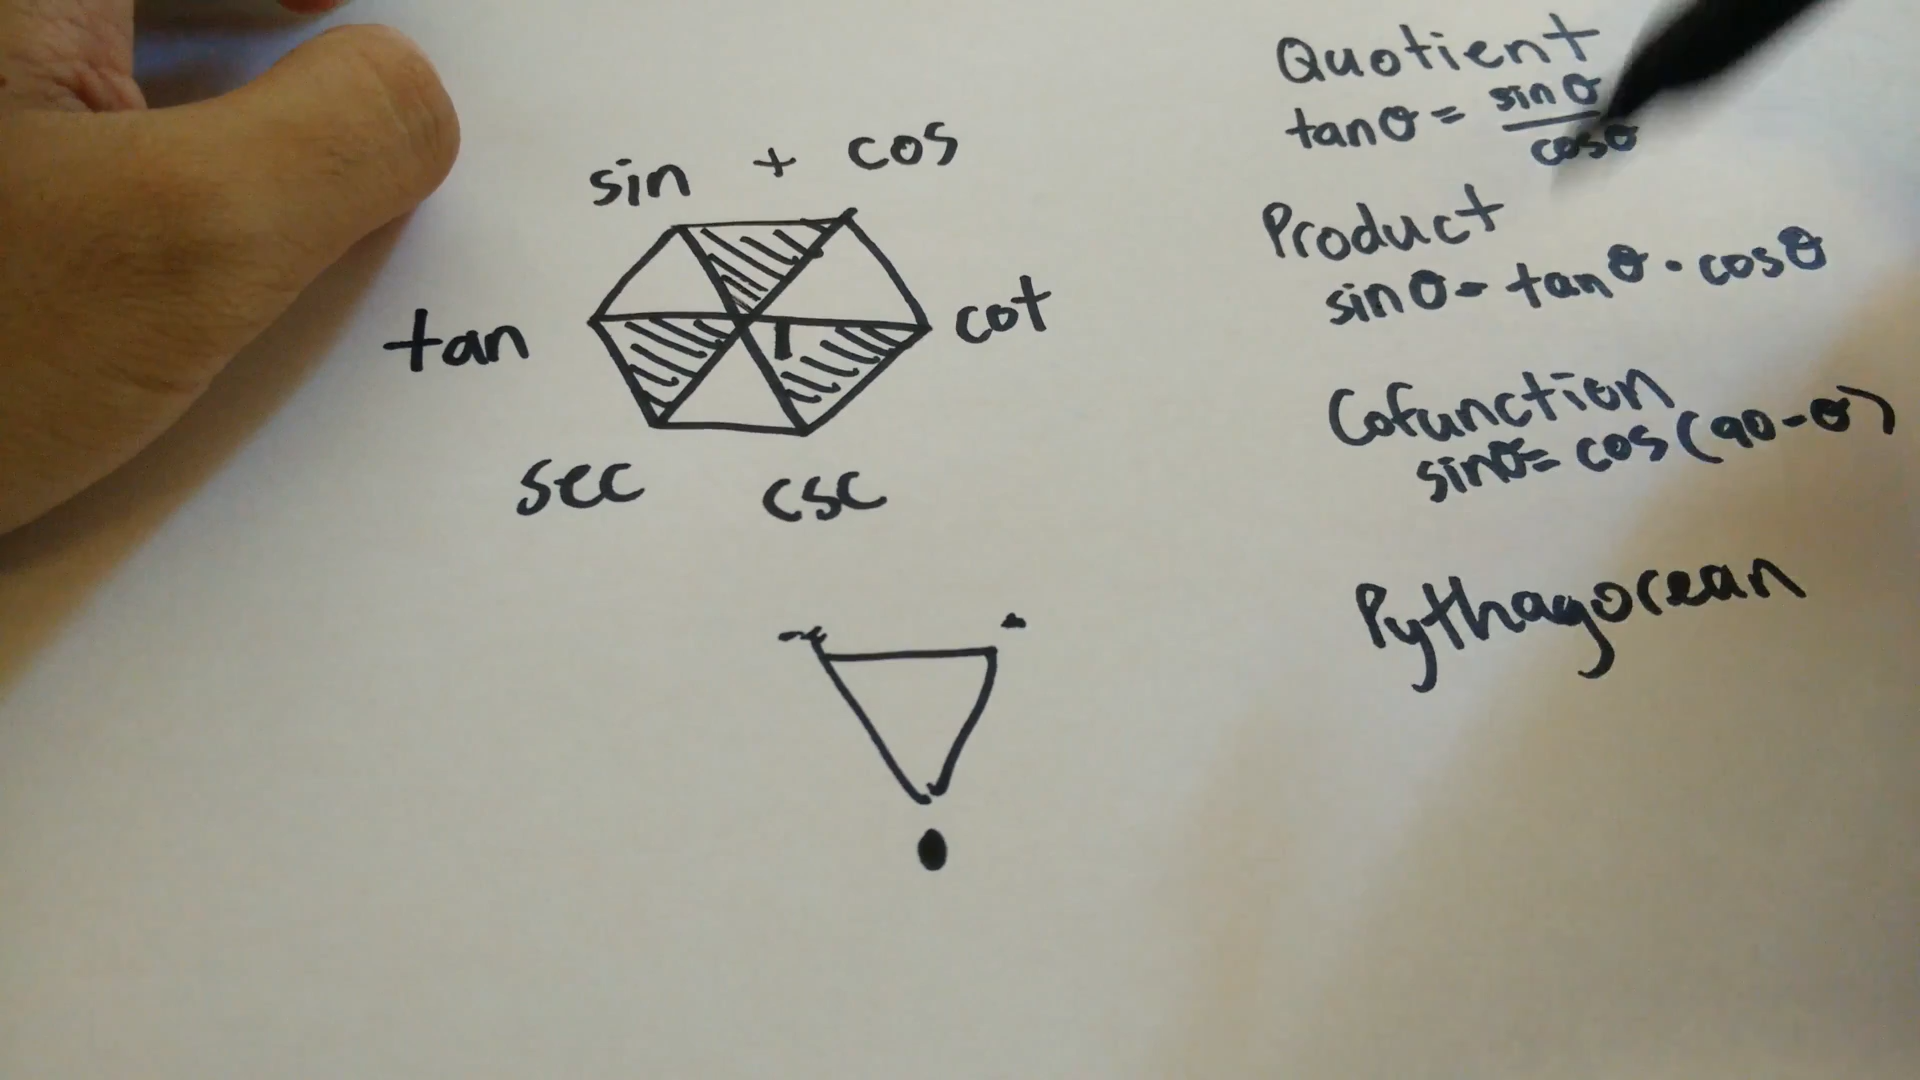 sin + cos
tan
cot
1
sec
csc
Quotient
tanθ = sinθ
cosθ
Product
sinθ = tanθ · cosθ
Cofunction
sinθ = cos(90-θ)
Pythagorean